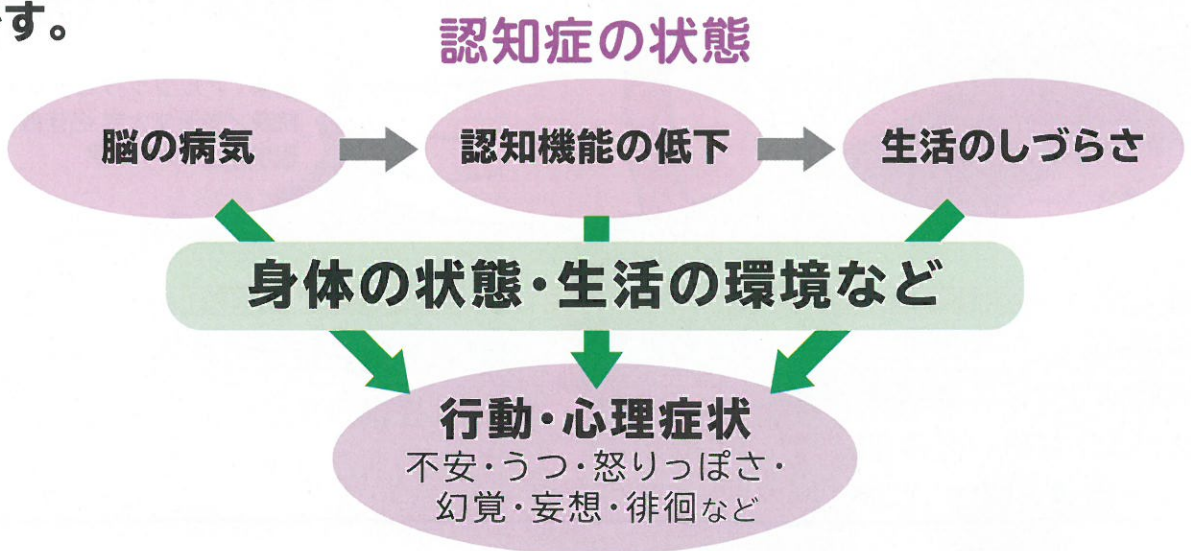 す。
認知症の状態
脳の病気
認知機能の低下
生活のしづらさ
身体の状態・生活の環境など
行動・心理症状
不安・うつ・怒りっぽさ・
幻覚・妄想・徘徊など